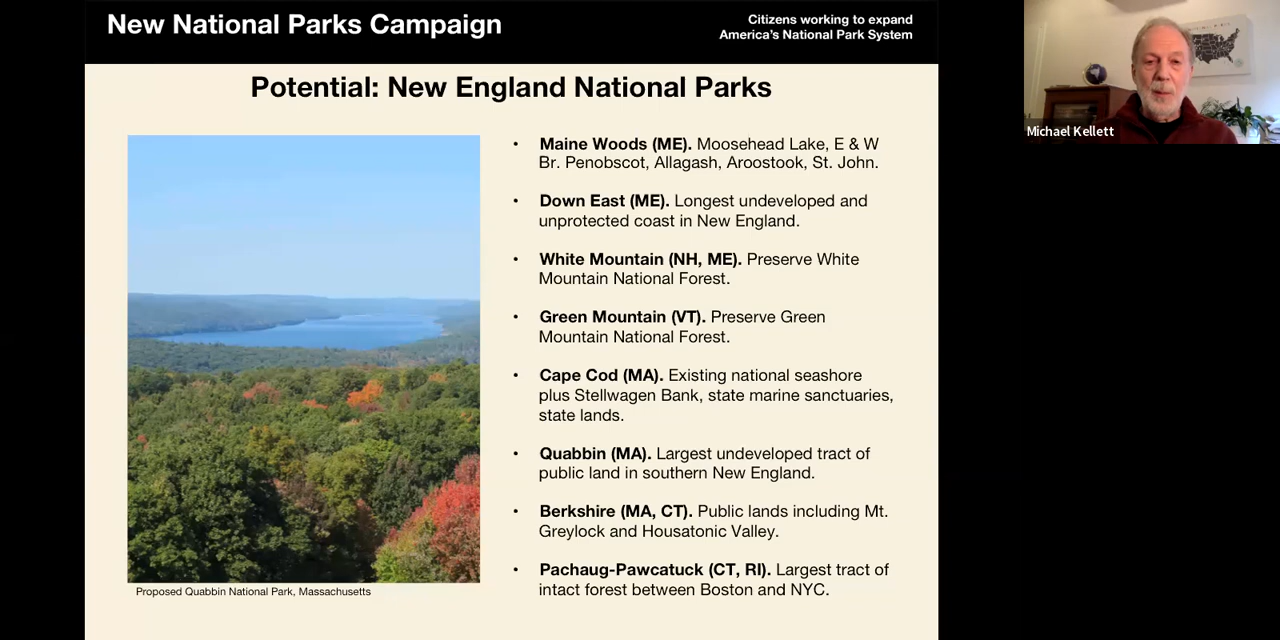 New National Parks Campaign
Citizens working to expand
America's National Park System
Potential: New England National Parks
• Maine Woods (ME). Moosehead Lake, E & W
Br. Penobscot, Allagash, Aroostook, St. John.
• Down East (ME). Longest undeveloped and
unprotected coast in New England.
• White Mountain (NH, ME). Preserve White
Mountain National Forest.
• Green Mountain (VT). Preserve Green
Mountain National Forest.
• Cape Cod (MA). Existing national seashore
plus Stellwagen Bank, state marine sanctuaries,
state lands.
• Quabbin (MA). Largest undeveloped tract of
public land in southern New England.
• Berkshire (MA, CT). Public lands including Mt.
Greylock and Housatonic Valley.
• Pachaug-Pawcatuck (CT, RI). Largest tract of
intact forest between Boston and NYC.
Proposed Quabbin National Park, Massachusetts
Michael Kellett